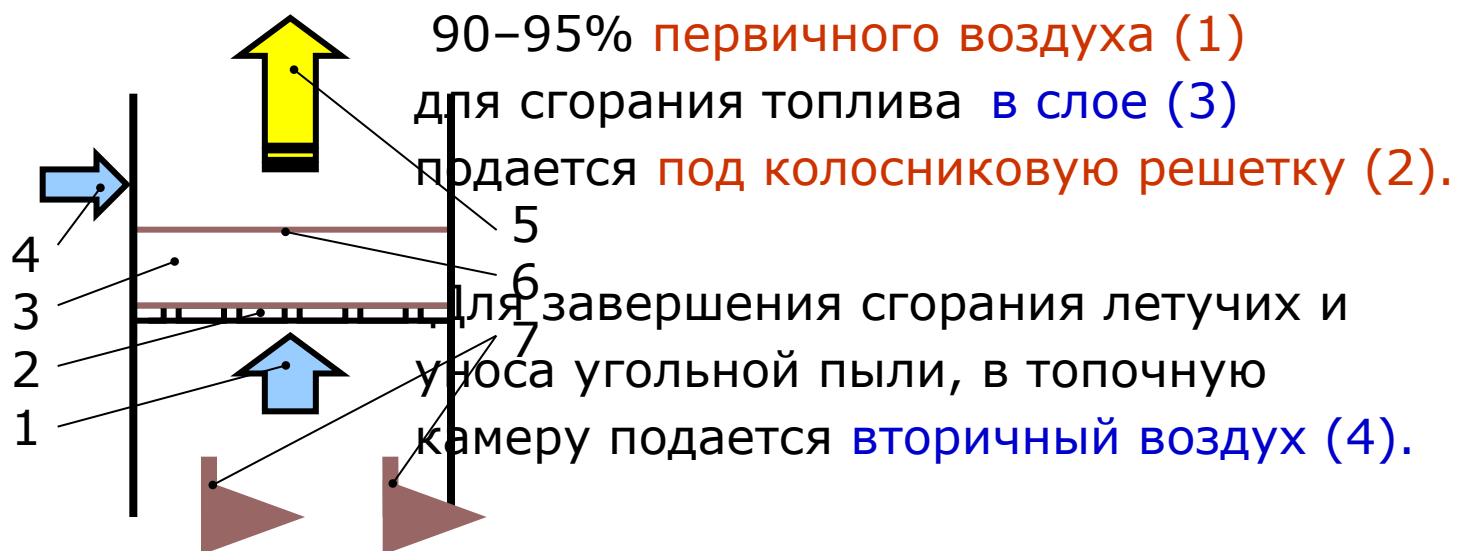 90–95% первичного воздуха (1)
для сгорания топлива в слое (3)
подается под колосниковую решетку (2).
Для завершения сгорания летучих и
уноса угольной пыли, в топочную
камеру подается вторичный воздух (4).
4
3
2
1
5
6
7